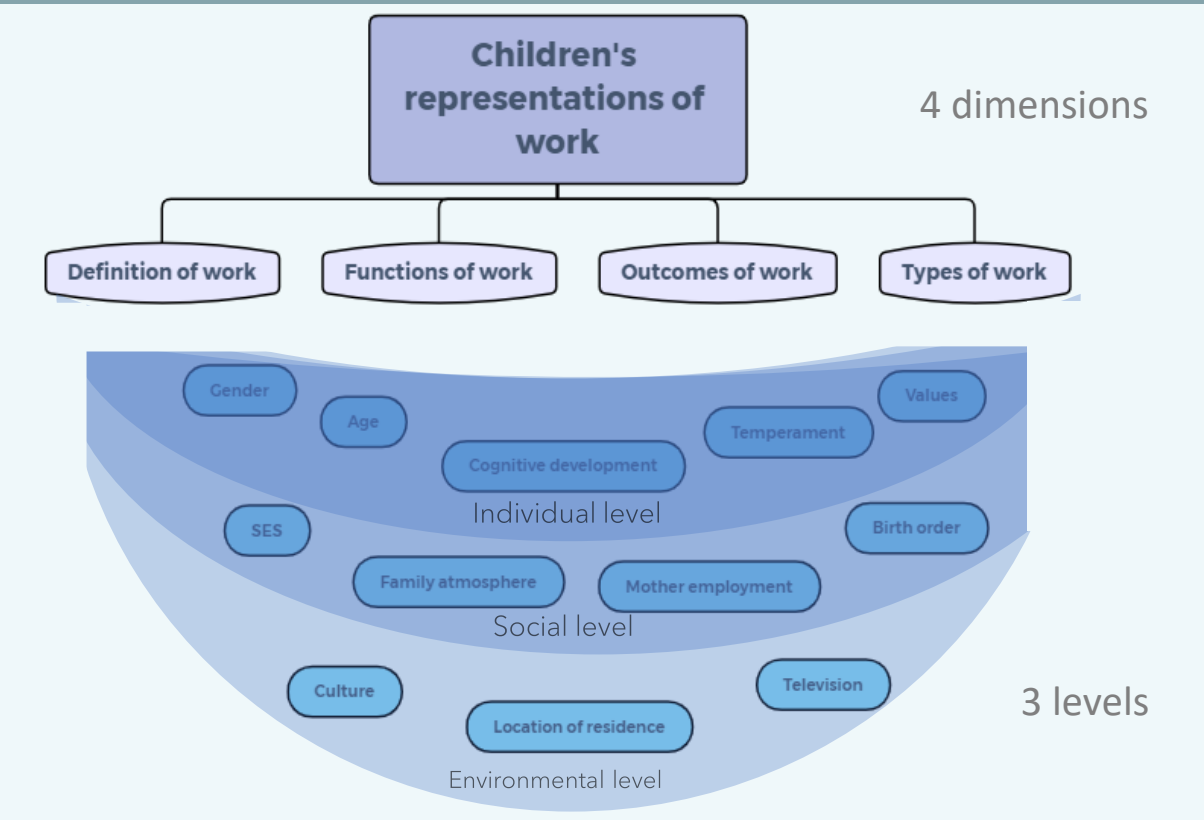 Children's
representations of
work
4 dimensions
Definition of work
Functions of work
Outcomes of work
Types of work
Gender
Age
Cognitive development
Temperament
Values
Individual level
SES
Family atmosphere
Mother employment
Birth order
Social level
Culture
Location of residence
Television
3 levels
Environmental level